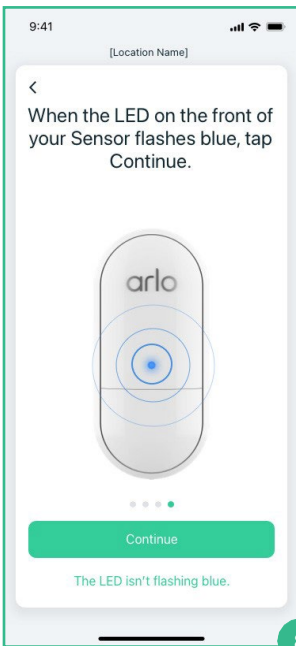 9:41
[Location Name]
When the LED on the front of
your Sensor flashes blue, tap
Continue.
arlo
Continue
The LED isn't flashing blue.